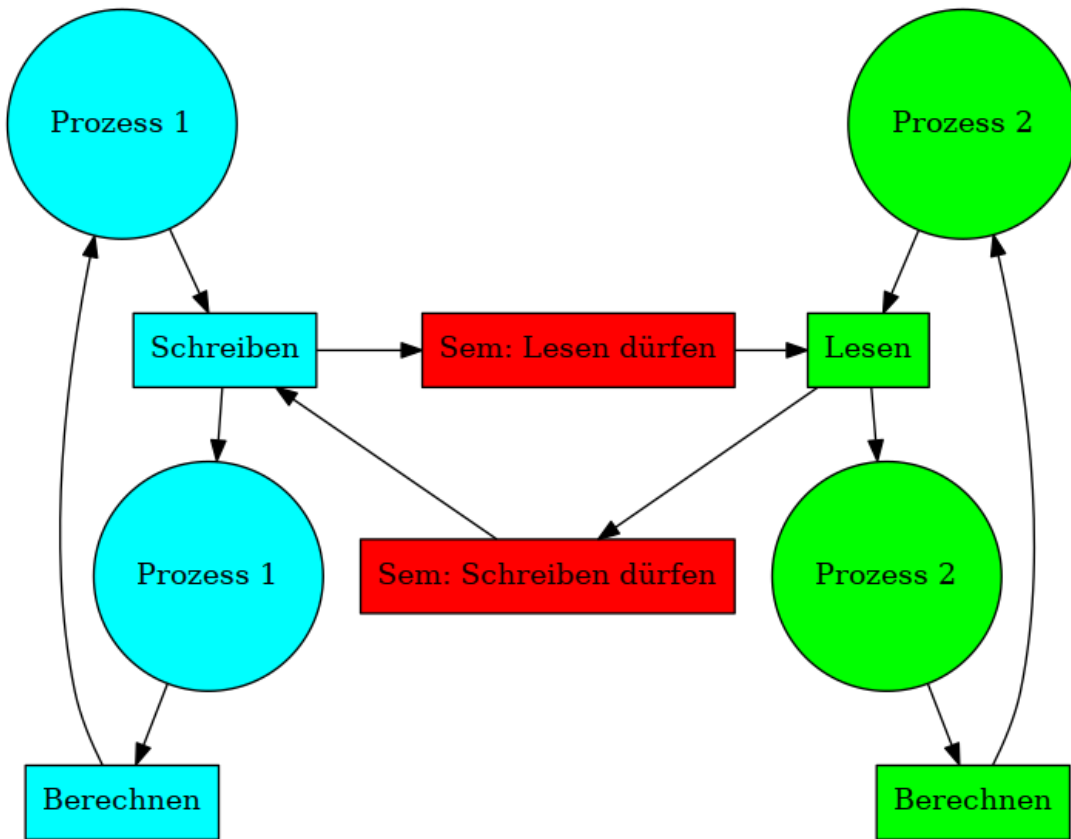 Prozess 1
Prozess 2
Schreiben
Sem: Lesen dürfen
Lesen
Prozess 1
Sem: Schreiben dürfen
Prozess 2
Berechnen
Berechnen